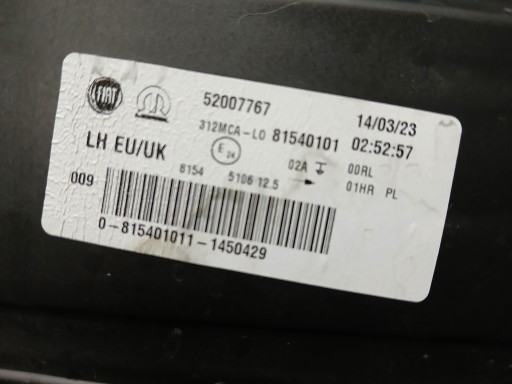 FIAT 52007767 14/03/23
312MCA-LO 81540101 02:52:57
LH EU/UK E 02A 00RL
009 8154 5106 12.5 01HR PL
0-815401011-1450429